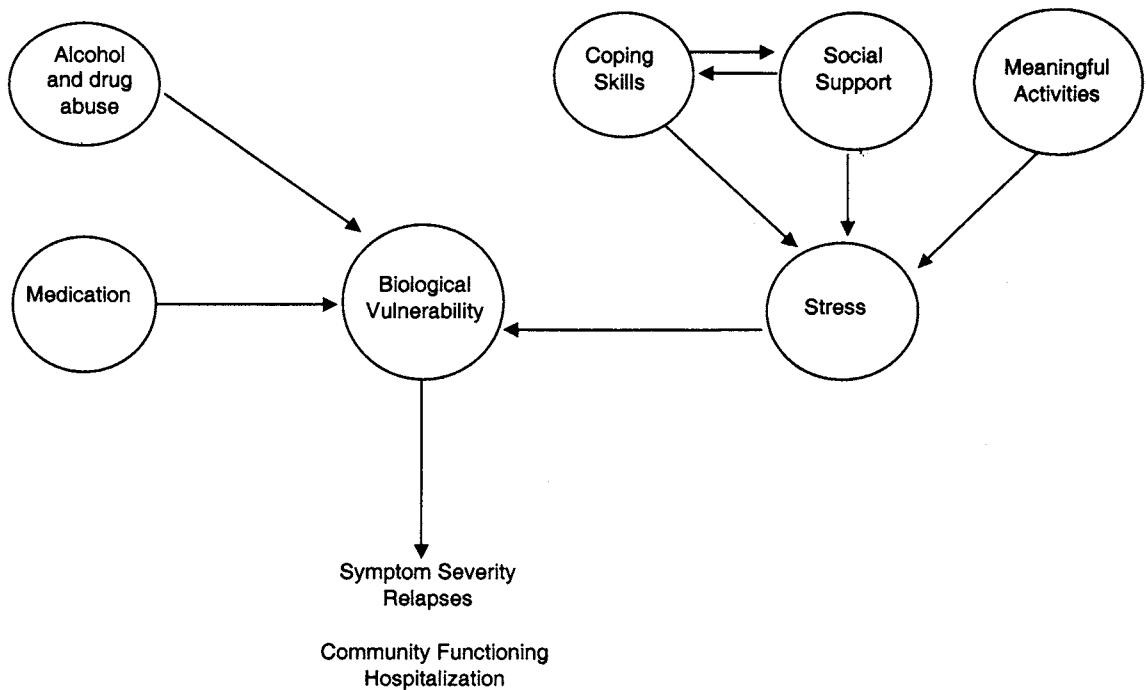 Alcohol
and drug
abuse
Coping
Skills
Social
Support
Meaningful
Activities
Medication
Biological
Vulnerability
Stress
Symptom Severity
Relapses
Community Functioning
Hospitalization